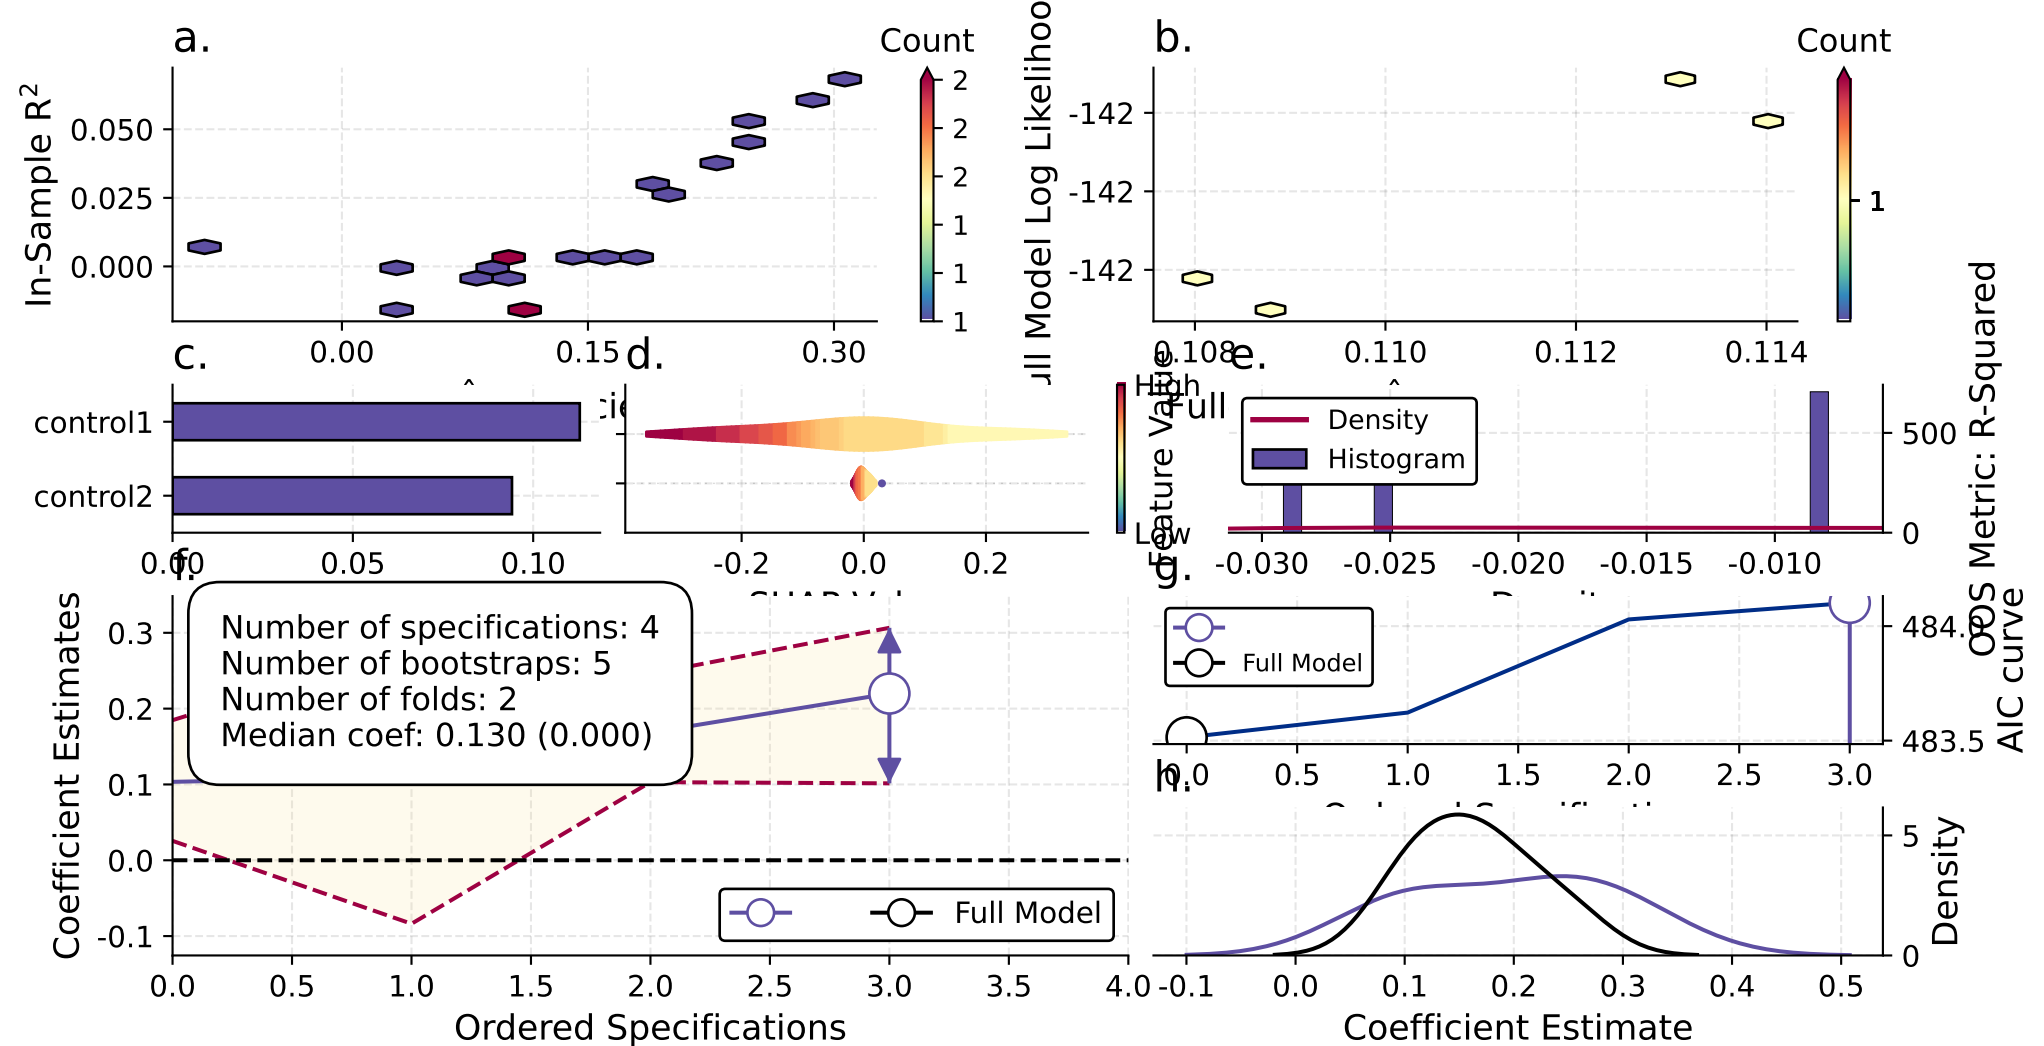 a.
Count
In-Sample R²
0.050
0.025
0.000
0.00
0.15
0.30
2
2
2
1
1
1
b.
Count
ull Model Log Likelihoo
-142
-142
-142
0.108
0.110
0.112
0.114
1
c.
control1
control2
0.00
0.05
0.10
d.
-0.2
0.0
0.2
High
Low
Feature Value
e.
Full
Density
Histogram
500
0
-0.030
-0.025
-0.020
-0.015
-0.010
OOS Metric: R-Squared
f.
Number of specifications: 4
Number of bootstraps: 5
Number of folds: 2
Median coef: 0.130 (0.000)
Coefficient Estimates
0.3
0.2
0.1
0.0
-0.1
Full Model
0.0
0.5
1.0
1.5
2.0
2.5
3.0
3.5
4.0
Ordered Specifications
g.
Full Model
484.0
483.5
AIC curve
0.0
0.5
1.0
1.5
2.0
2.5
3.0
h.
5
0
Density
-0.1
0.0
0.1
0.2
0.3
0.4
0.5
Coefficient Estimate